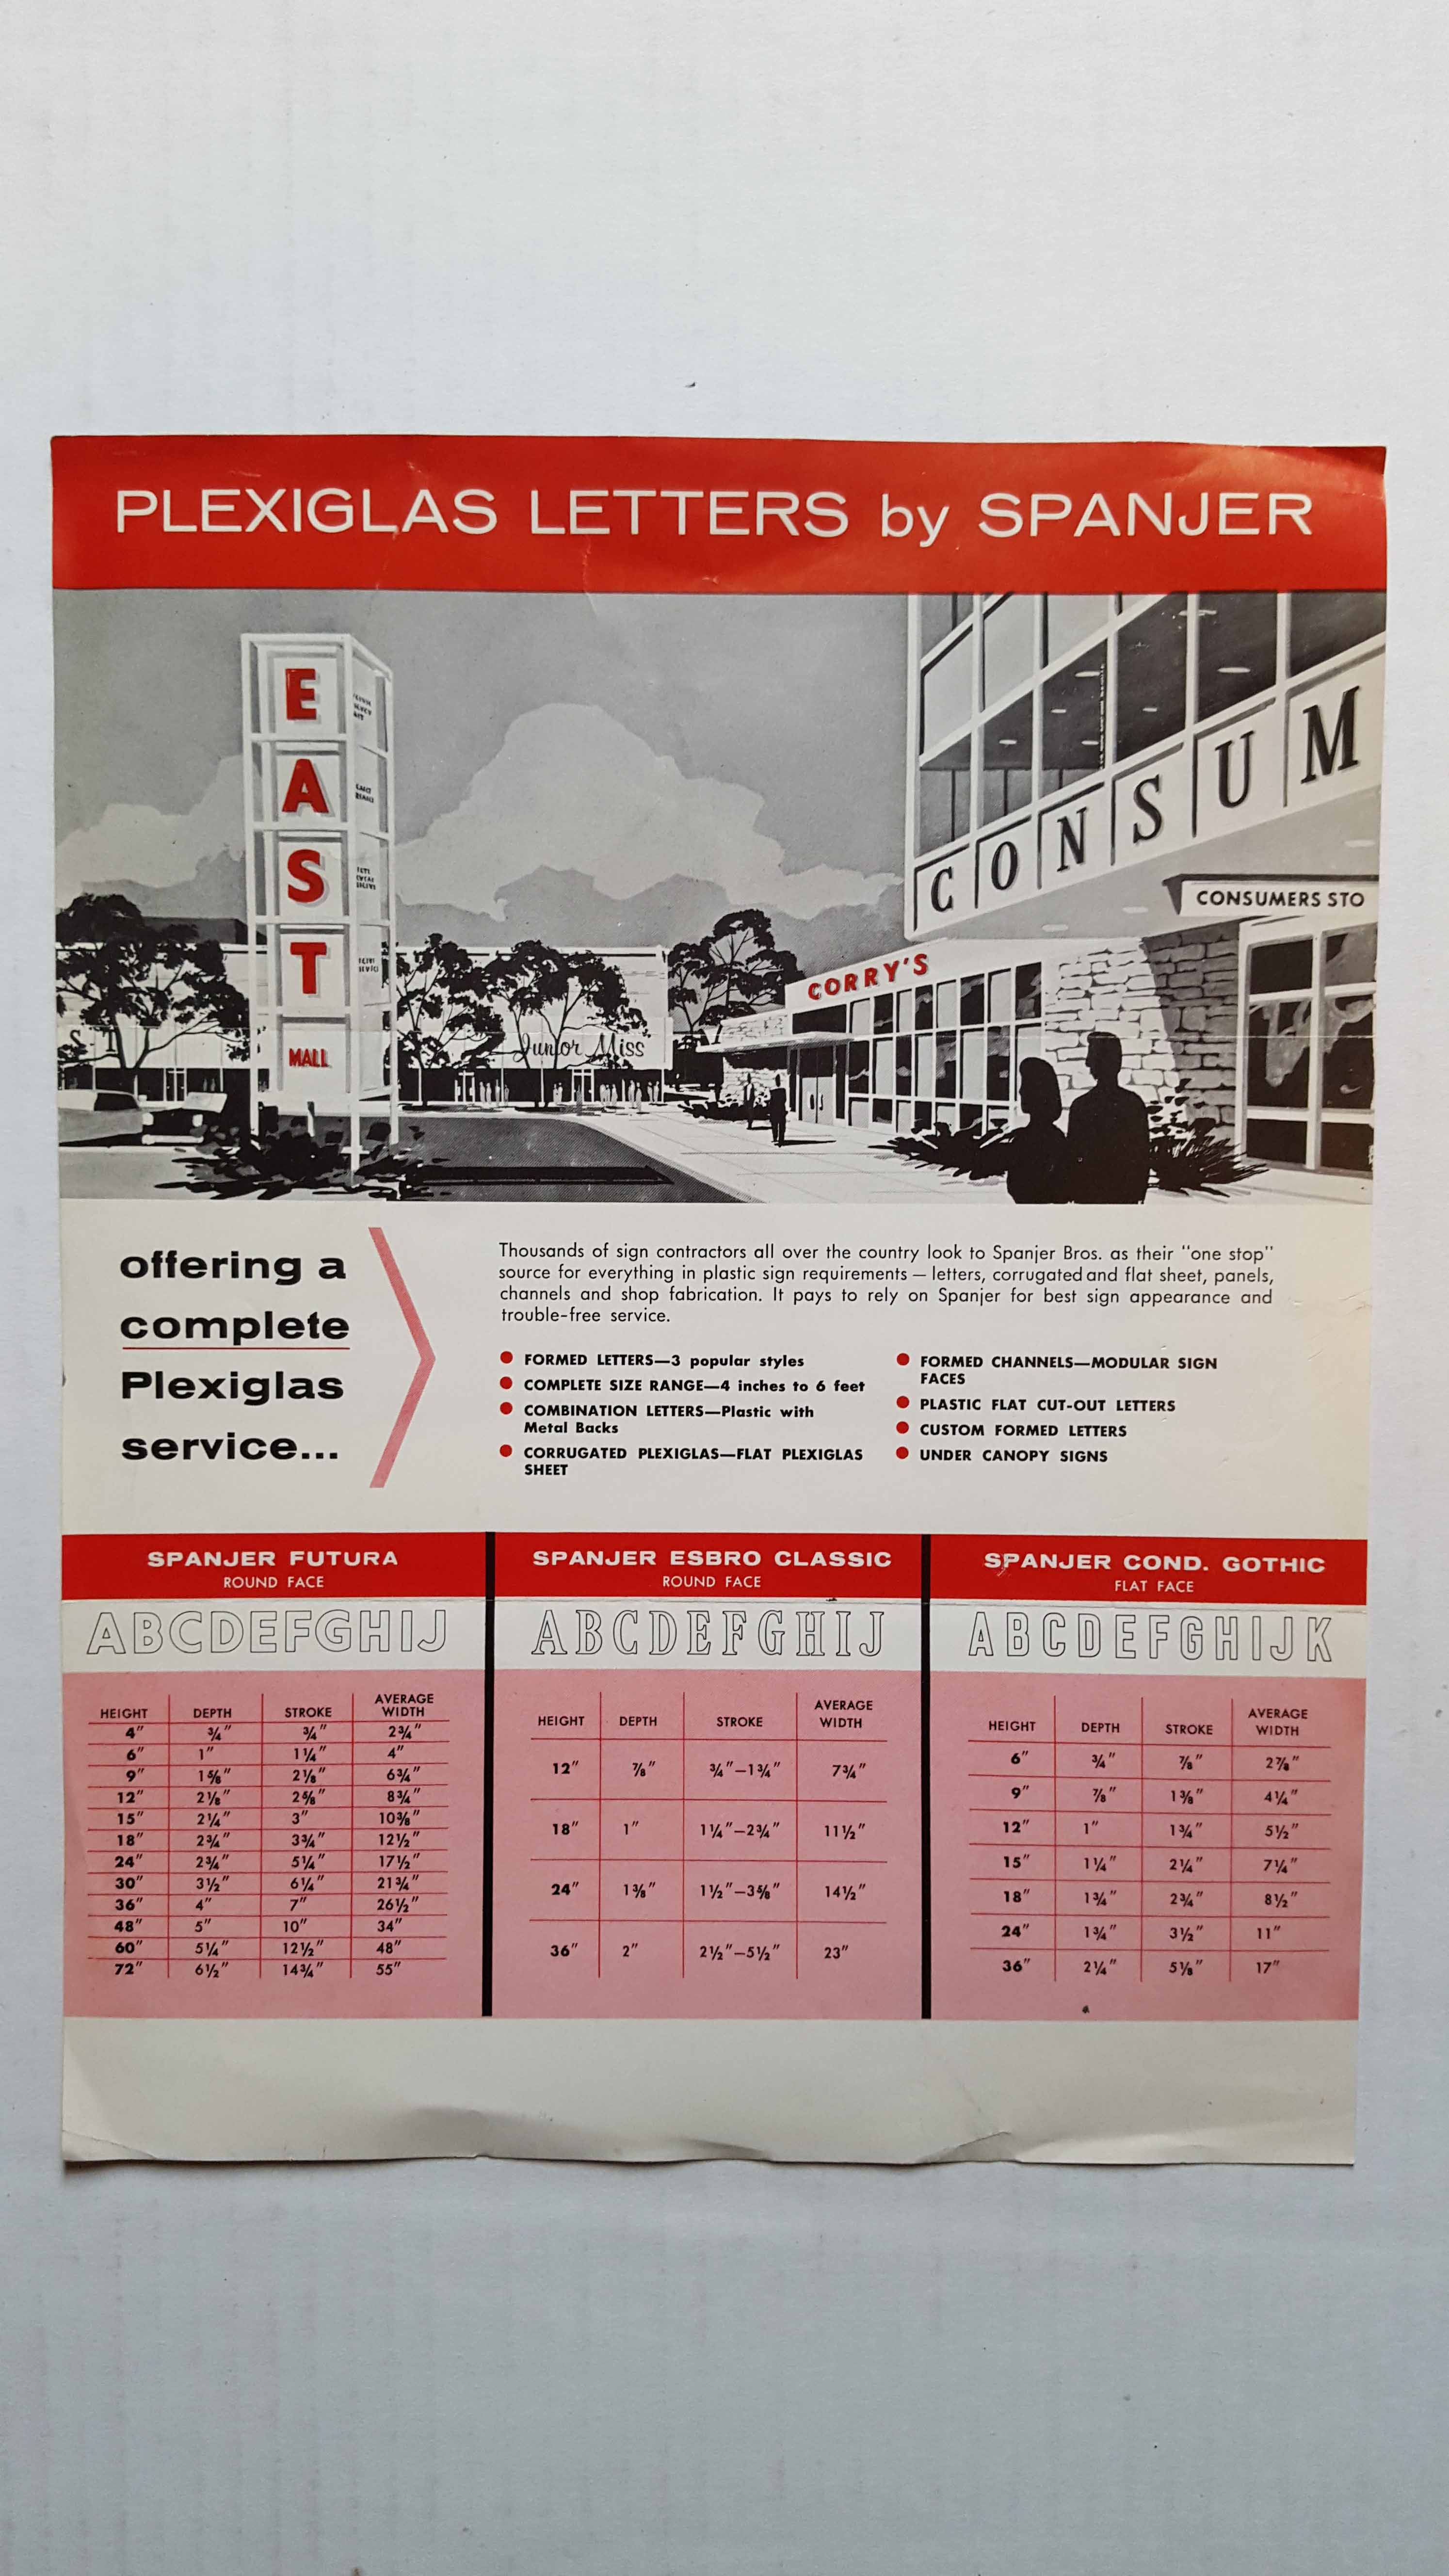 PLEXIGLAS LETTERS by SPANJER
E
A
S
T
MALL
CONSUM
CONSUMERS STO
CORRY'S
Junior Miss
offering a
complete
Plexiglas
service...
Thousands of sign contractors all over the country look to Spanjer Bros. as their "one stop"
source for everything in plastic sign requirements — letters, corrugated and flat sheet, panels,
channels and shop fabrication. It pays to rely on Spanjer for best sign appearance and
trouble-free service.
● FORMED LETTERS—3 popular styles
● COMPLETE SIZE RANGE—4 inches to 6 feet
● COMBINATION LETTERS—Plastic with
Metal Backs
● CORRUGATED PLEXIGLAS—FLAT PLEXIGLAS
SHEET
● FORMED CHANNELS—MODULAR SIGN
FACES
● PLASTIC FLAT CUT-OUT LETTERS
● CUSTOM FORMED LETTERS
● UNDER CANOPY SIGNS
SPANJER FUTURA
ROUND FACE
ABCDEFGHIJ
HEIGHT DEPTH STROKE AVERAGE WIDTH
4" ¾" ¾" 2¾"
6" 1" 1¼" 4"
9" 1⅝" 2⅛" 6¾"
12" 2⅛" 2⅝" 8¾"
15" 2¼" 3" 10⅜"
18" 2¾" 3¾" 12½"
24" 2¾" 5¼" 17½"
30" 3½" 6¼" 21¾"
36" 4" 7" 26½"
48" 5" 10" 34"
60" 5¼" 12½" 48"
72" 6½" 14¾" 55"
SPANJER ESBRO CLASSIC
ROUND FACE
ABCDEFGHIJ
HEIGHT DEPTH STROKE AVERAGE WIDTH
12" ⅞" ¾"–1¾" 7¾"
18" 1" 1¼"–2¾" 11½"
24" 1⅜" 1½"–3⅝" 14½"
36" 2" 2½"–5½" 23"
SPANJER COND. GOTHIC
FLAT FACE
ABCDEFGHIJK
HEIGHT DEPTH STROKE AVERAGE WIDTH
6" ¾" ⅞" 2⅞"
9" ⅞" 1⅜" 4¼"
12" 1" 1¾" 5½"
15" 1¼" 2¼" 7¼"
18" 1¾" 2¾" 8½"
24" 1¾" 3½" 11"
36" 2¼" 5⅛" 17"